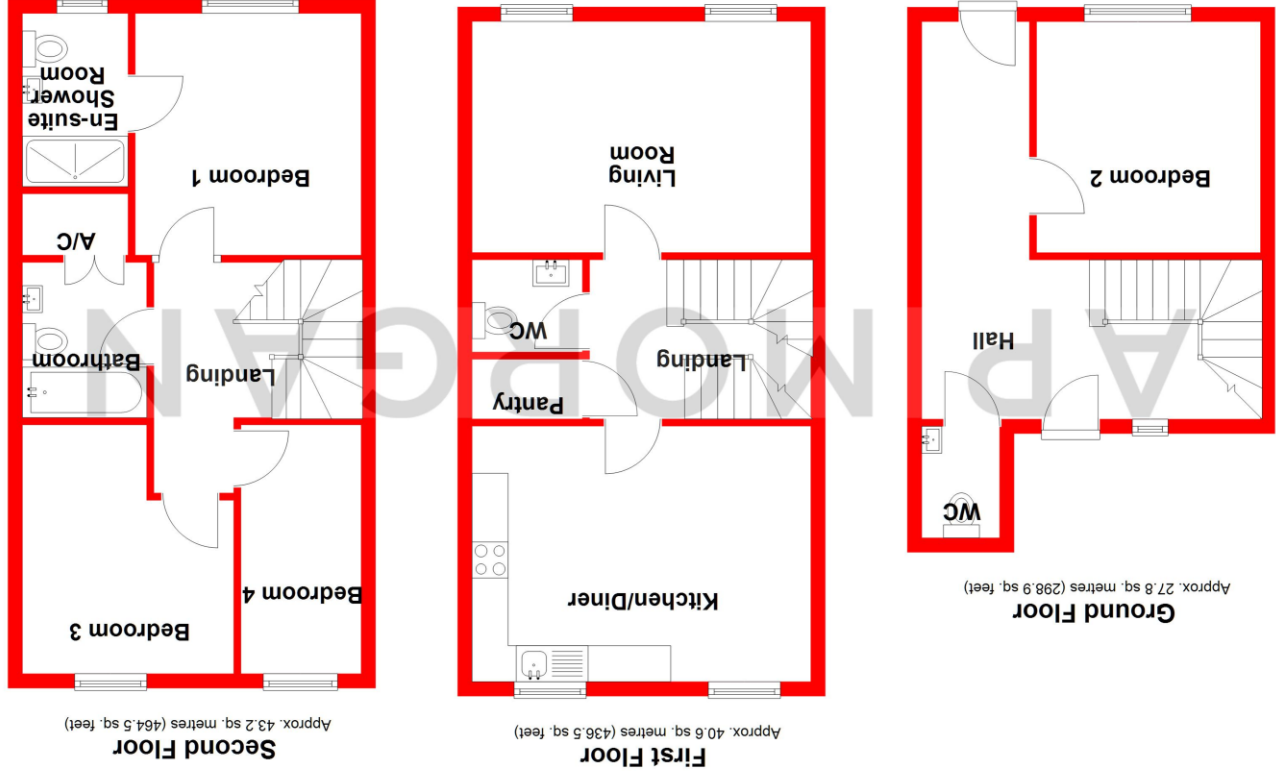 Ground Floor
Approx. 27.8 sq. metres (298.9 sq. feet)
WC
Hall
Bedroom 2
First Floor
Approx. 40.6 sq. metres (436.5 sq. feet)
Kitchen/Diner
Pantry
Landing
WC
Living
Room
Second Floor
Approx. 43.2 sq. metres (464.5 sq. feet)
Bedroom 4
Bedroom 3
Landing
Bathroom
A/C
Bedroom 1
En-suite
Shower
Room
AP MORGAN